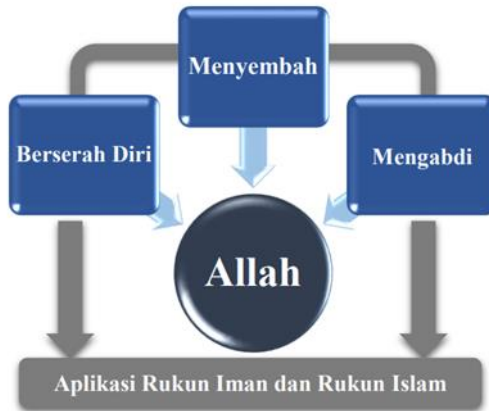 Menyembah
Berserah Diri
Mengabdi
Allah
Aplikasi Rukun Iman dan Rukun Islam